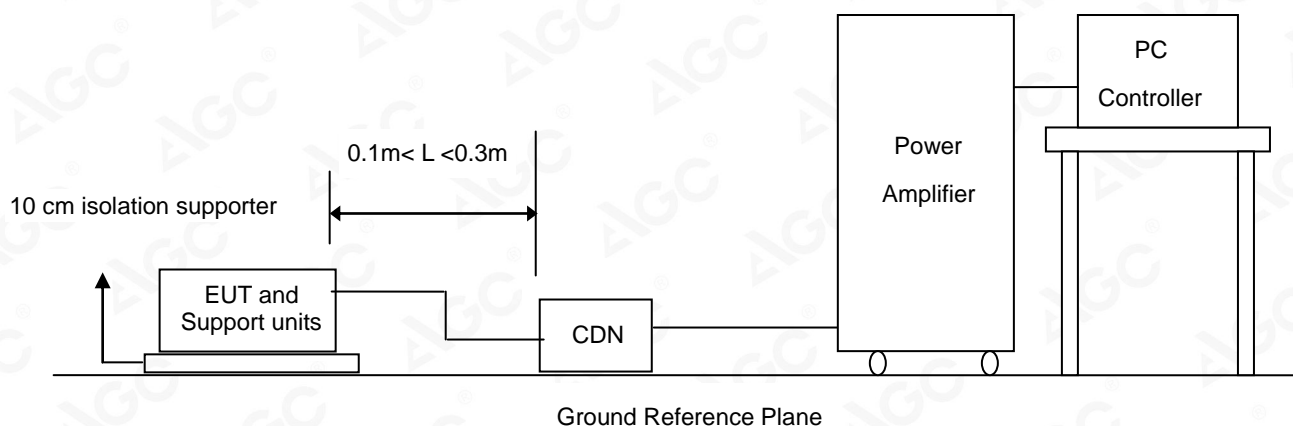 PC
Controller
0.1m< L <0.3m
Power
Amplifier
10 cm isolation supporter
EUT and
Support units
CDN
Ground Reference Plane
AGC
®